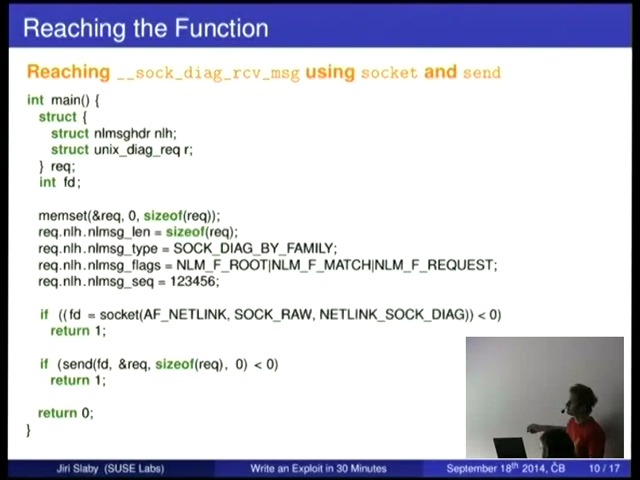 Reaching the Function
Reaching __sock_diag_rcv_msg using socket and send
int main() {
struct {
struct nlmsghdr nlh;
struct unix_diag_req r;
} req;
int fd;
memset(&req, 0, sizeof(req));
req.nlh.nlmsg_len = sizeof(req);
req.nlh.nlmsg_type = SOCK_DIAG_BY_FAMILY;
req.nlh.nlmsg_flags = NLM_F_ROOT|NLM_F_MATCH|NLM_F_REQUEST;
req.nlh.nlmsg_seq = 123456;
if ((fd = socket(AF_NETLINK, SOCK_RAW, NETLINK_SOCK_DIAG)) < 0)
return 1;
if (send(fd, &req, sizeof(req), 0) < 0)
return 1;
return 0;
}
Jiri Slaby (SUSE Labs) Write an Exploit in 30 Minutes September 18th 2014, ČB 10 / 17